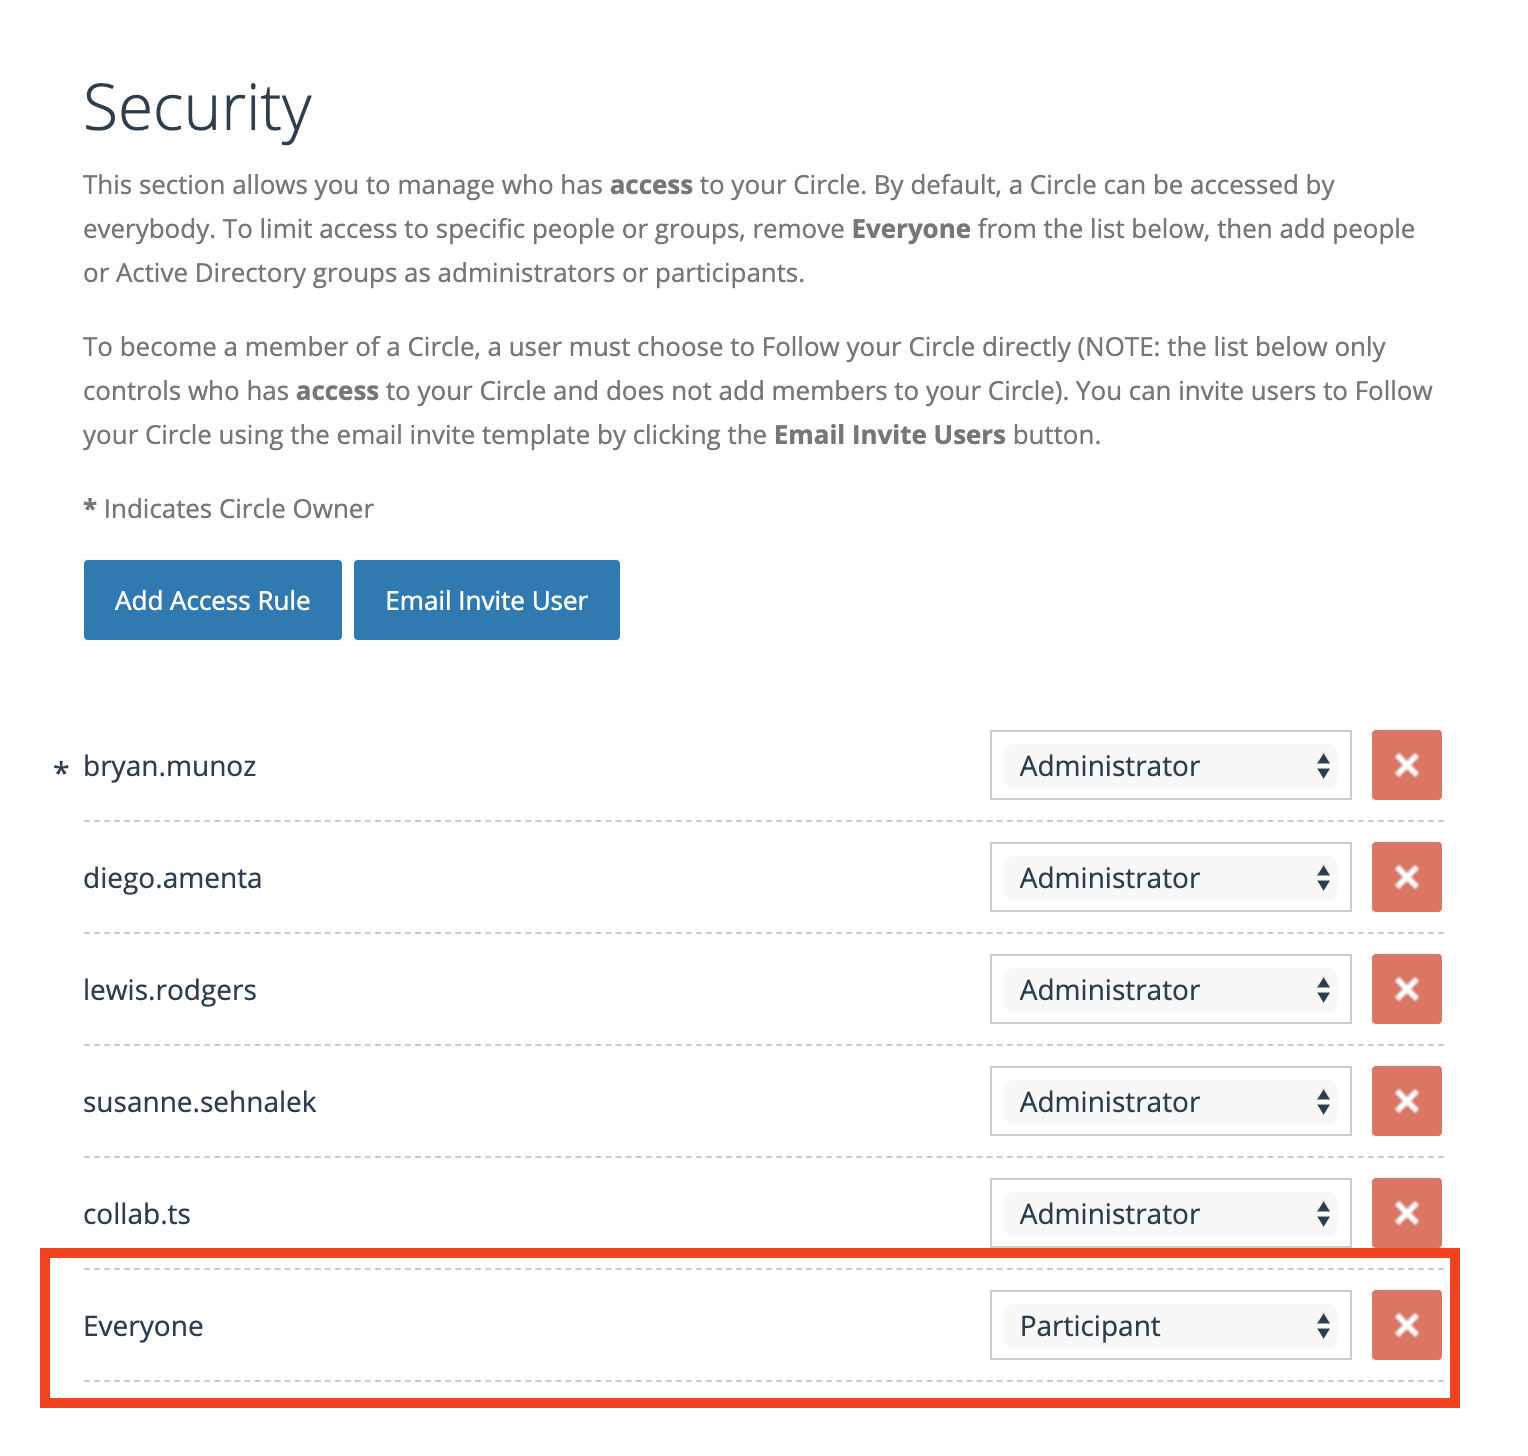 Security
This section allows you to manage who has access to your Circle. By default, a Circle can be accessed by
everybody. To limit access to specific people or groups, remove Everyone from the list below, then add people
or Active Directory groups as administrators or participants.
To become a member of a Circle, a user must choose to Follow your Circle directly (NOTE: the list below only
controls who has access to your Circle and does not add members to your Circle). You can invite users to Follow
your Circle using the email invite template by clicking the Email Invite Users button.
* Indicates Circle Owner
Add Access Rule Email Invite User
* bryan.munoz Administrator
diego.amenta Administrator
lewis.rodgers Administrator
susanne.sehnalek Administrator
collab.ts Administrator
Everyone Participant